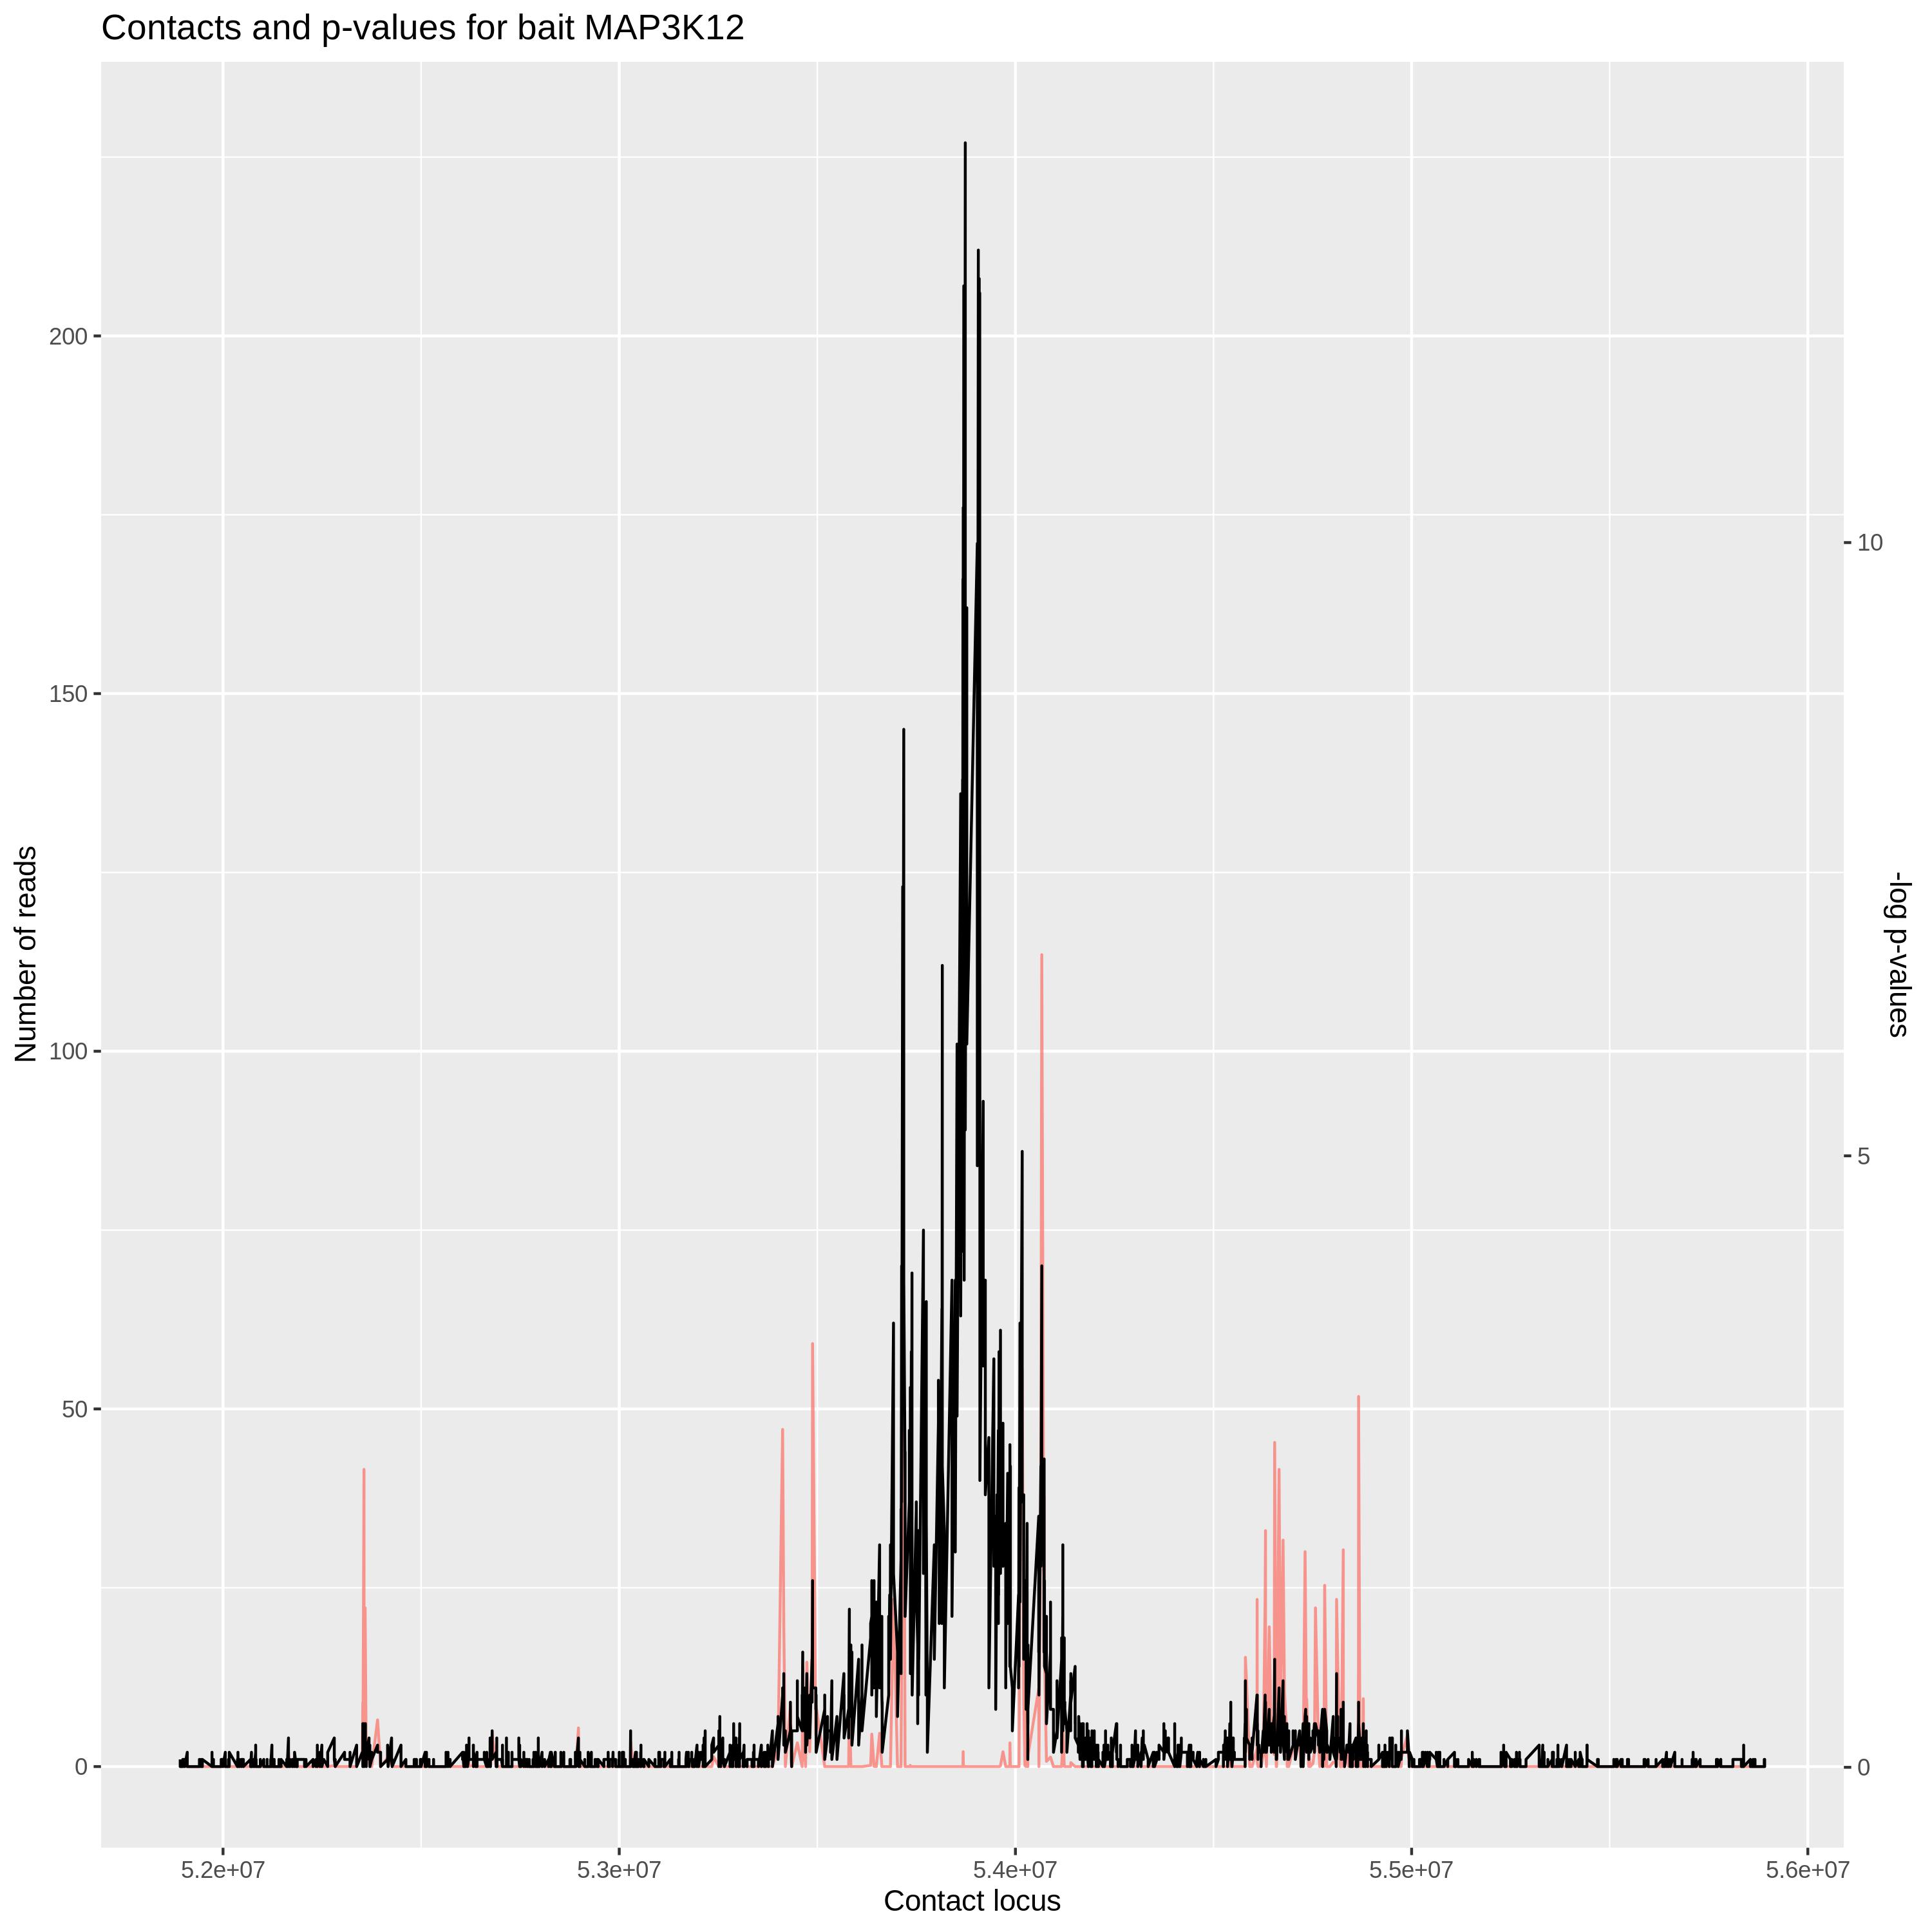 Contacts and p-values for bait MAP3K12
Number of reads
200
150
100
50
0
10
5
0
-log p-values
5.2e+07 5.3e+07 5.4e+07 5.5e+07 5.6e+07
Contact locus